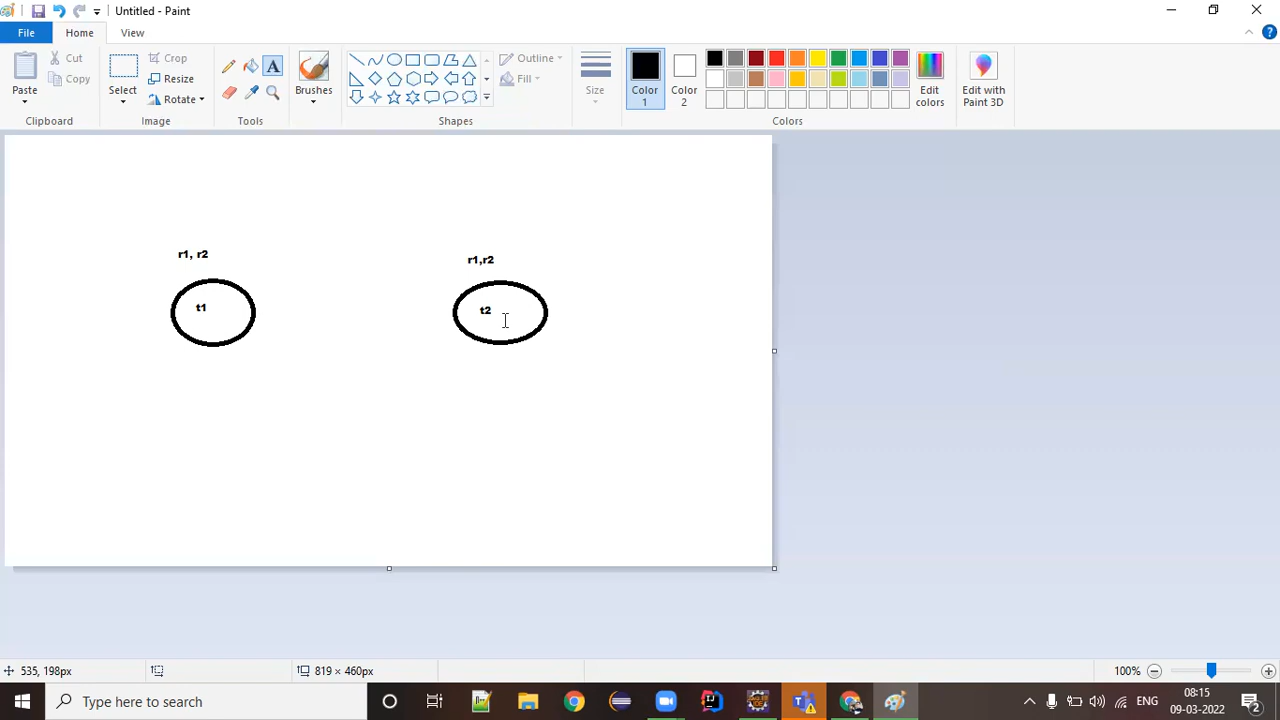 Untitled - Paint
File
Home
View
Paste
Cut
Copy
Clipboard
Select
Crop
Resize
Rotate
Image
A
Tools
Brushes
Shapes
Outline
Fill
Size
Color 1
Color 2
Colors
Edit colors
Edit with Paint 3D
r1, r2
t1
r1,r2
t2
535, 198px
819 × 460px
100%
Type here to search
ENG
08:15
09-03-2022
2